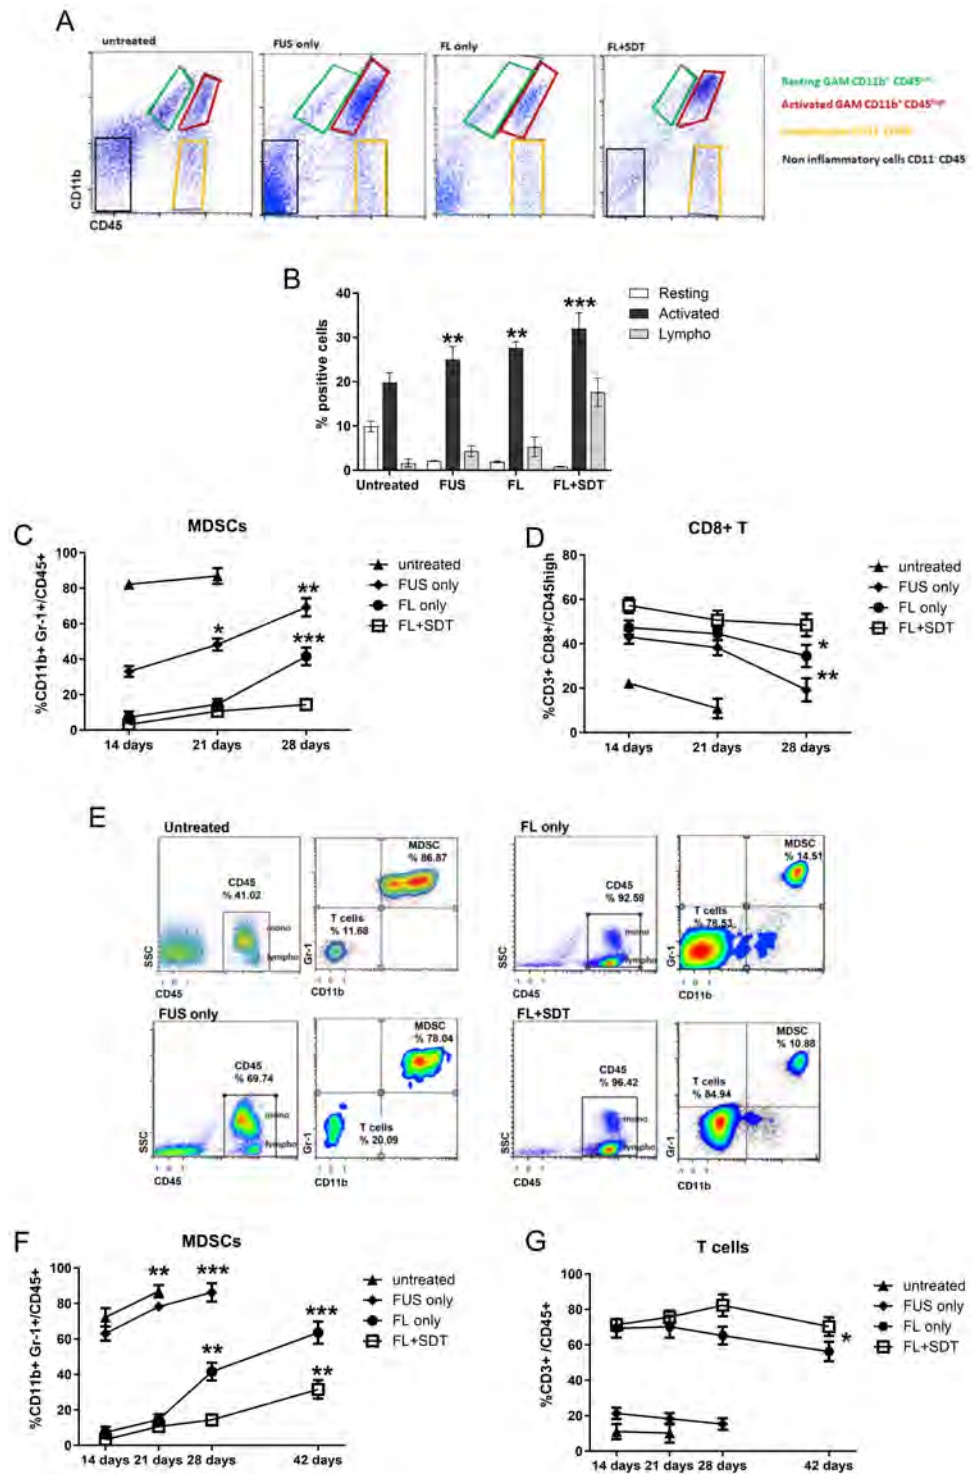 A
untreated
FUS only
FL only
FL+SDT
Resting GAM CD11b⁺ CD45
Activated GAM CD11b⁺ CD45ʰⁱᵍʰ
Non inflammatory cells CD11⁻ CD45
CD11b
CD45
B
% positive cells
40
30
20
10
0
Untreated
FUS
FL
FL+SDT
**
**
***
Resting
Activated
Lympho
C
MDSCs
%CD11b+ Gr-1+/CD45+
100
80
60
40
20
0
14 days
21 days
28 days
*
**
***
untreated
FUS only
FL only
FL+SDT
D
CD8+ T
%CD3+ CD8+/CD45high
80
60
40
20
0
14 days
21 days
28 days
*
**
untreated
FUS only
FL only
FL+SDT
E
Untreated
CD45
% 41.02
mono
lympho
SSC
CD45
MDSC
% 86.87
T cells
% 11.68
Gr-1
CD11b
FL only
CD45
% 92.59
mono
lympho
SSC
CD45
MDSC
% 14.51
T cells
% 78.53
Gr-1
CD11b
FUS only
CD45
% 69.74
mono
lympho
SSC
CD45
MDSC
% 78.04
T cells
% 20.09
Gr-1
CD11b
FL+SDT
CD45
% 96.42
mono
lympho
SSC
CD45
MDSC
% 10.88
T cells
% 84.94
Gr-1
CD11b
F
MDSCs
%CD11b+ Gr-1+/CD45+
100
80
60
40
20
0
14 days
21 days
28 days
42 days
**
***
**
***
**
untreated
FUS only
FL only
FL+SDT
G
T cells
%CD3+ /CD45+
100
80
60
40
20
0
14 days
21 days
28 days
42 days
*
untreated
FUS only
FL only
FL+SDT